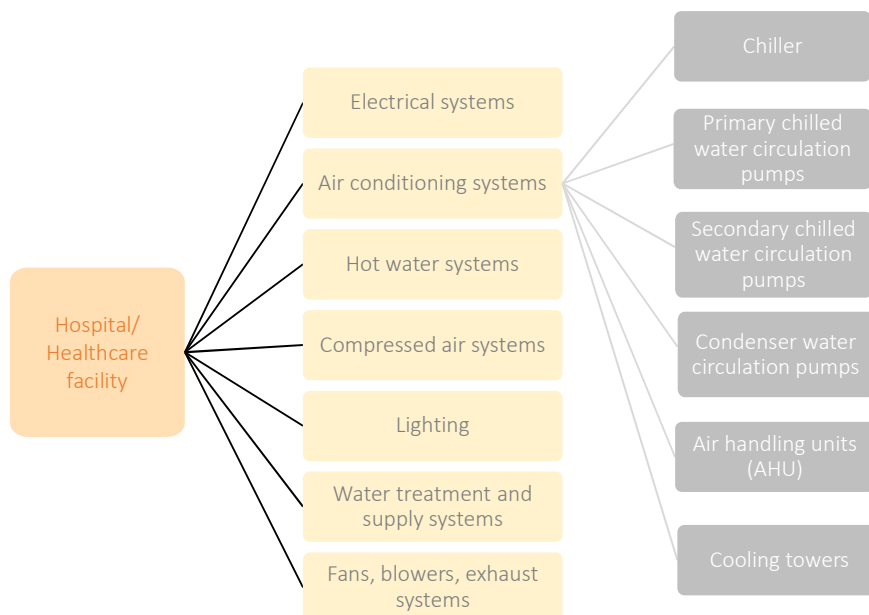 Hospital/
Healthcare
facility
Electrical systems
Air conditioning systems
Hot water systems
Compressed air systems
Lighting
Water treatment and
supply systems
Fans, blowers, exhaust
systems
Chiller
Primary chilled
water circulation
pumps
Secondary chilled
water circulation
pumps
Condenser water
circulation pumps
Air handling units
(AHU)
Cooling towers